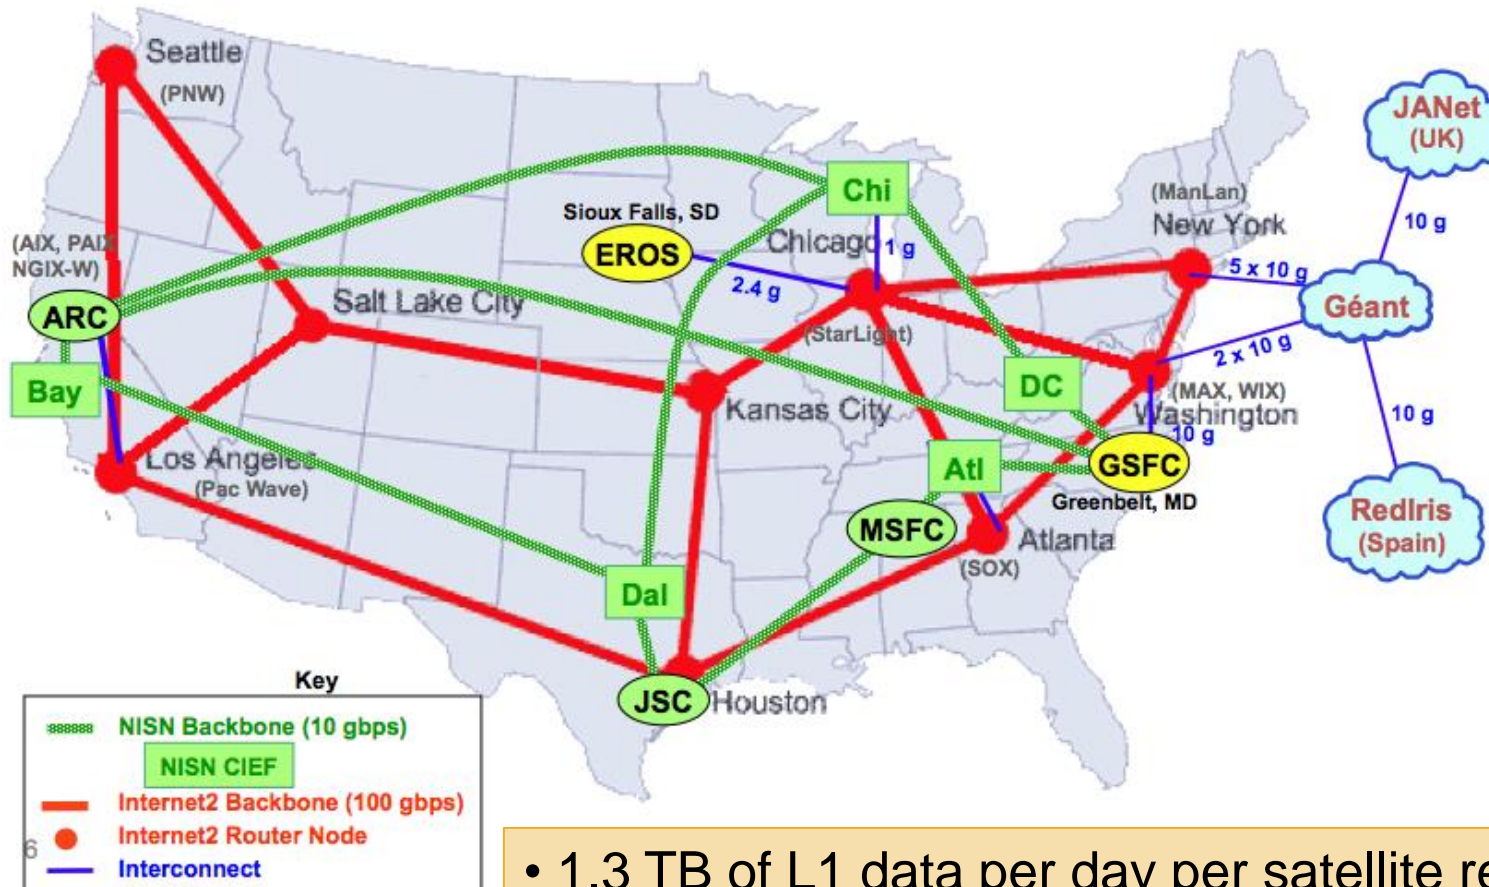 Seattle
(PNW)
JANet
(UK)
Chi
(ManLan)
New York
Sioux Falls, SD
EROS
Chicago
1 g
10 g
(AIX, PAIX
NGIX-W)
5 x 10 g
2.4 g
ARC
Salt Lake City
Géant
(StarLight)
2 x 10 g
Bay
DC
(MAX, WIX)
Washington
Kansas City
10 g
10 g
Los Angeles
(Pac Wave)
Atl
GSFC
Greenbelt, MD
MSFC
RedIris
(Spain)
Atlanta
(SOX)
Dal
JSC
Houston
Key
NISN Backbone (10 gbps)
NISN CIEF
Internet2 Backbone (100 gbps)
Internet2 Router Node
6
Interconnect
• 1.3 TB of L1 data per day per satellite re